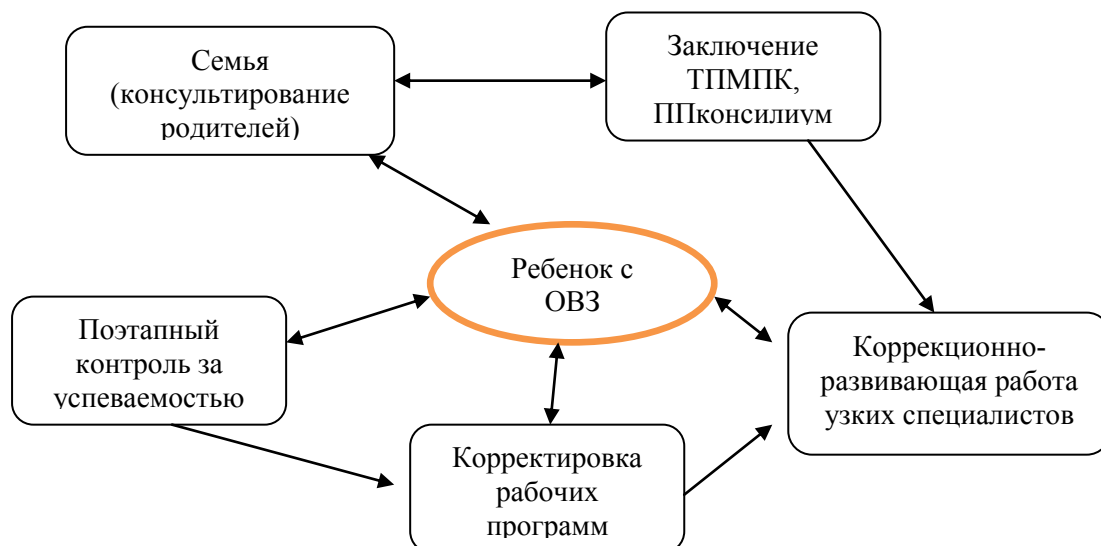 Семья
(консультирование
родителей)
Заключение
ТПМПК,
ППконсилиум
Ребенок с
ОВЗ
Поэтапный
контроль за
успеваемостью
Коррекционно-
развивающая работа
узких специалистов
Корректировка
рабочих
программ